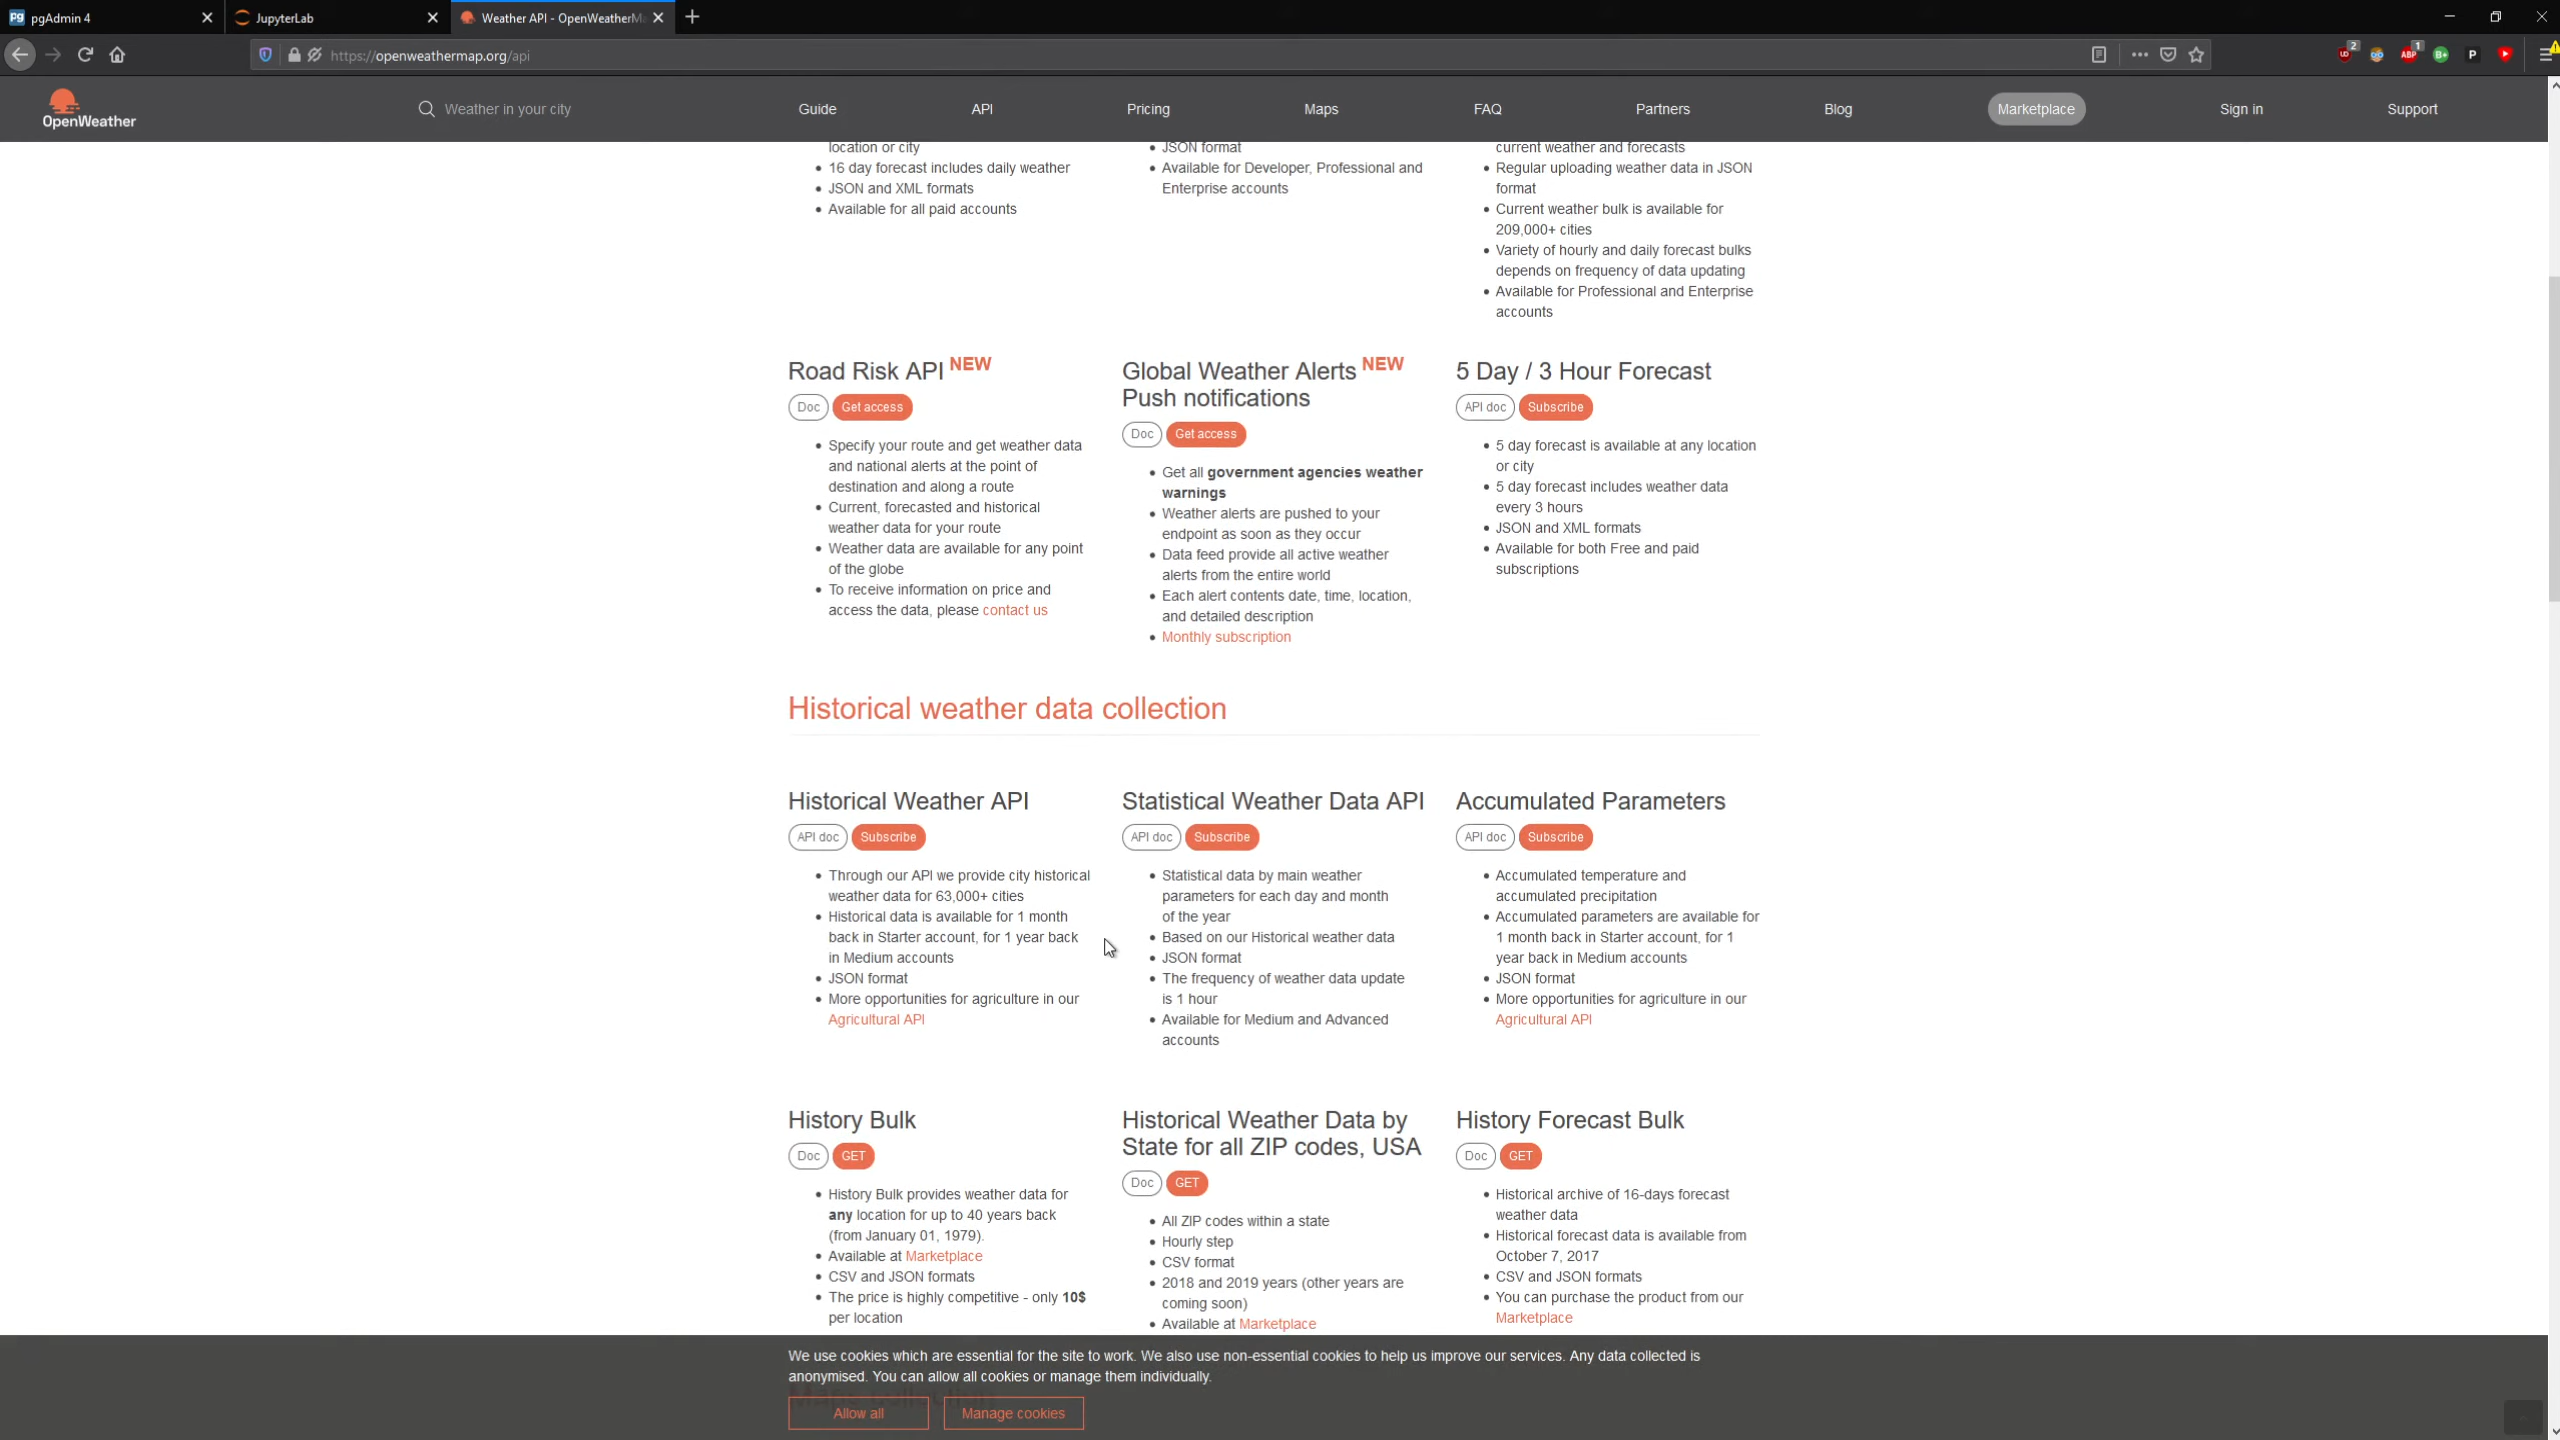 pgAdmin 4
JupyterLab
Weather API - OpenWeatherM
https://openweathermap.org/api
OpenWeather
Weather in your city
Guide
API
Pricing
Maps
FAQ
Partners
Blog
Marketplace
Sign in
Support
location or city
16 day forecast includes daily weather
JSON and XML formats
Available for all paid accounts
JSON format
Available for Developer, Professional and
Enterprise accounts
current weather and forecasts
Regular uploading weather data in JSON
format
Current weather bulk is available for
209,000+ cities
Variety of hourly and daily forecast bulks
depends on frequency of data updating
Available for Professional and Enterprise
accounts
Road Risk API NEW
Doc Get access
Specify your route and get weather data
and national alerts at the point of
destination and along a route
Current, forecasted and historical
weather data for your route
Weather data are available for any point
of the globe
To receive information on price and
access the data, please contact us
Global Weather Alerts NEW
Push notifications
Doc Get access
Get all government agencies weather
warnings
Weather alerts are pushed to your
endpoint as soon as they occur
Data feed provide all active weather
alerts from the entire world
Each alert contents date, time, location,
and detailed description
Monthly subscription
5 Day / 3 Hour Forecast
API doc Subscribe
5 day forecast is available at any location
or city
5 day forecast includes weather data
every 3 hours
JSON and XML formats
Available for both Free and paid
subscriptions
Historical weather data collection
Historical Weather API
API doc Subscribe
Through our API we provide city historical
weather data for 63,000+ cities
Historical data is available for 1 month
back in Starter account, for 1 year back
in Medium accounts
JSON format
More opportunities for agriculture in our
Agricultural API
Statistical Weather Data API
API doc Subscribe
Statistical data by main weather
parameters for each day and month
of the year
Based on our Historical weather data
JSON format
The frequency of weather data update
is 1 hour
Available for Medium and Advanced
accounts
Accumulated Parameters
API doc Subscribe
Accumulated temperature and
accumulated precipitation
Accumulated parameters are available for
1 month back in Starter account, for 1
year back in Medium accounts
JSON format
More opportunities for agriculture in our
Agricultural API
History Bulk
Doc GET
History Bulk provides weather data for
any location for up to 40 years back
(from January 01, 1979).
Available at Marketplace
CSV and JSON formats
The price is highly competitive - only 10$
per location
Historical Weather Data by
State for all ZIP codes, USA
Doc GET
All ZIP codes within a state
Hourly step
CSV format
2018 and 2019 years (other years are
coming soon)
Available at Marketplace
History Forecast Bulk
Doc GET
Historical archive of 16-days forecast
weather data
Historical forecast data is available from
October 7, 2017
CSV and JSON formats
You can purchase the product from our
Marketplace
We use cookies which are essential for the site to work. We also use non-essential cookies to help us improve our services. Any data collected is
anonymised. You can allow all cookies or manage them individually.
Allow all
Manage cookies